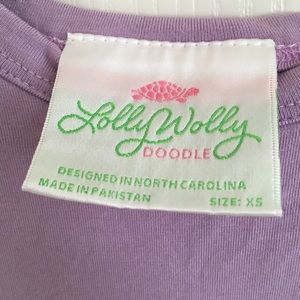 Lolly Wolly
DOODLE
DESIGNED IN NORTH CAROLINA
MADE IN PAKISTAN SIZE: XS